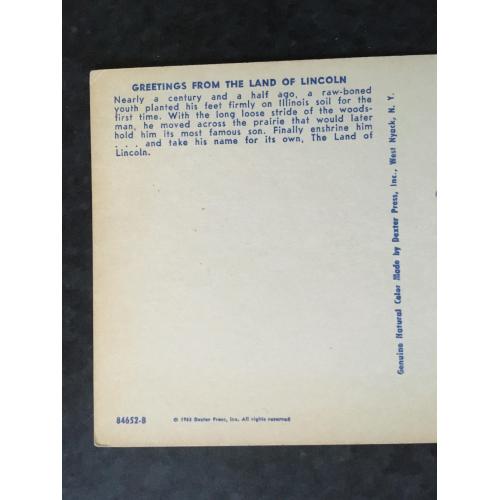 GREETINGS FROM THE LAND OF LINCOLN
Nearly a century and a half ago, a raw-boned
youth planted his feet firmly on Illinois soil for the
first time. With the long loose stride of the woods-
man, he moved across the prairie that would later
hold him its most famous son. Finally enshrine him
. . . and take his name for its own, The Land of
Lincoln.
Genuine Natural Color Made by Dexter Press, Inc., West Nyack, N. Y.
84652-B
© 1963 Dexter Press, Inc. All rights reserved